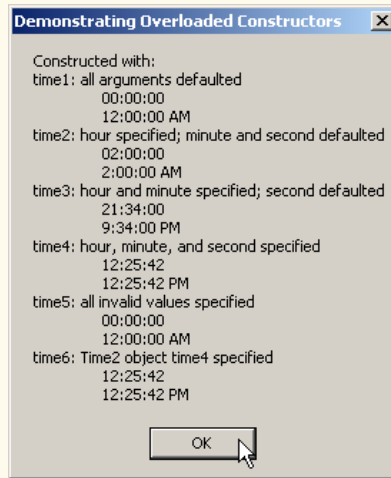 Demonstrating Overloaded Constructors
Constructed with:
time1: all arguments defaulted
00:00:00
12:00:00 AM
time2: hour specified; minute and second defaulted
02:00:00
2:00:00 AM
time3: hour and minute specified; second defaulted
21:34:00
9:34:00 PM
time4: hour, minute, and second specified
12:25:42
12:25:42 PM
time5: all invalid values specified
00:00:00
12:00:00 AM
time6: Time2 object time4 specified
12:25:42
12:25:42 PM
OK